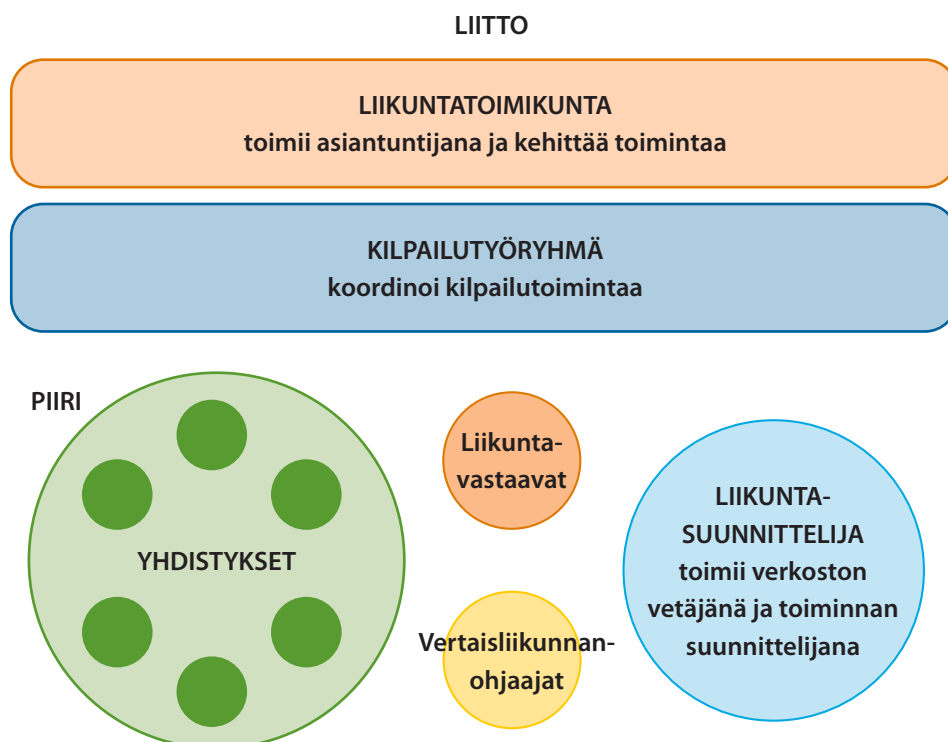 LIITTO
LIIKUNTATOIMIKUNTA
toimii asiantuntijana ja kehittää toimintaa
KILPAILUTYÖRYHMÄ
koordinoi kilpailutoimintaa
PIIRI
YHDISTYKSET
Liikunta-
vastaavat
Vertaisliikunnan-
ohjaajat
LIIKUNTA-
SUUNNITTELIJA
toimii verkoston
vetäjänä ja toiminnan
suunnittelijana